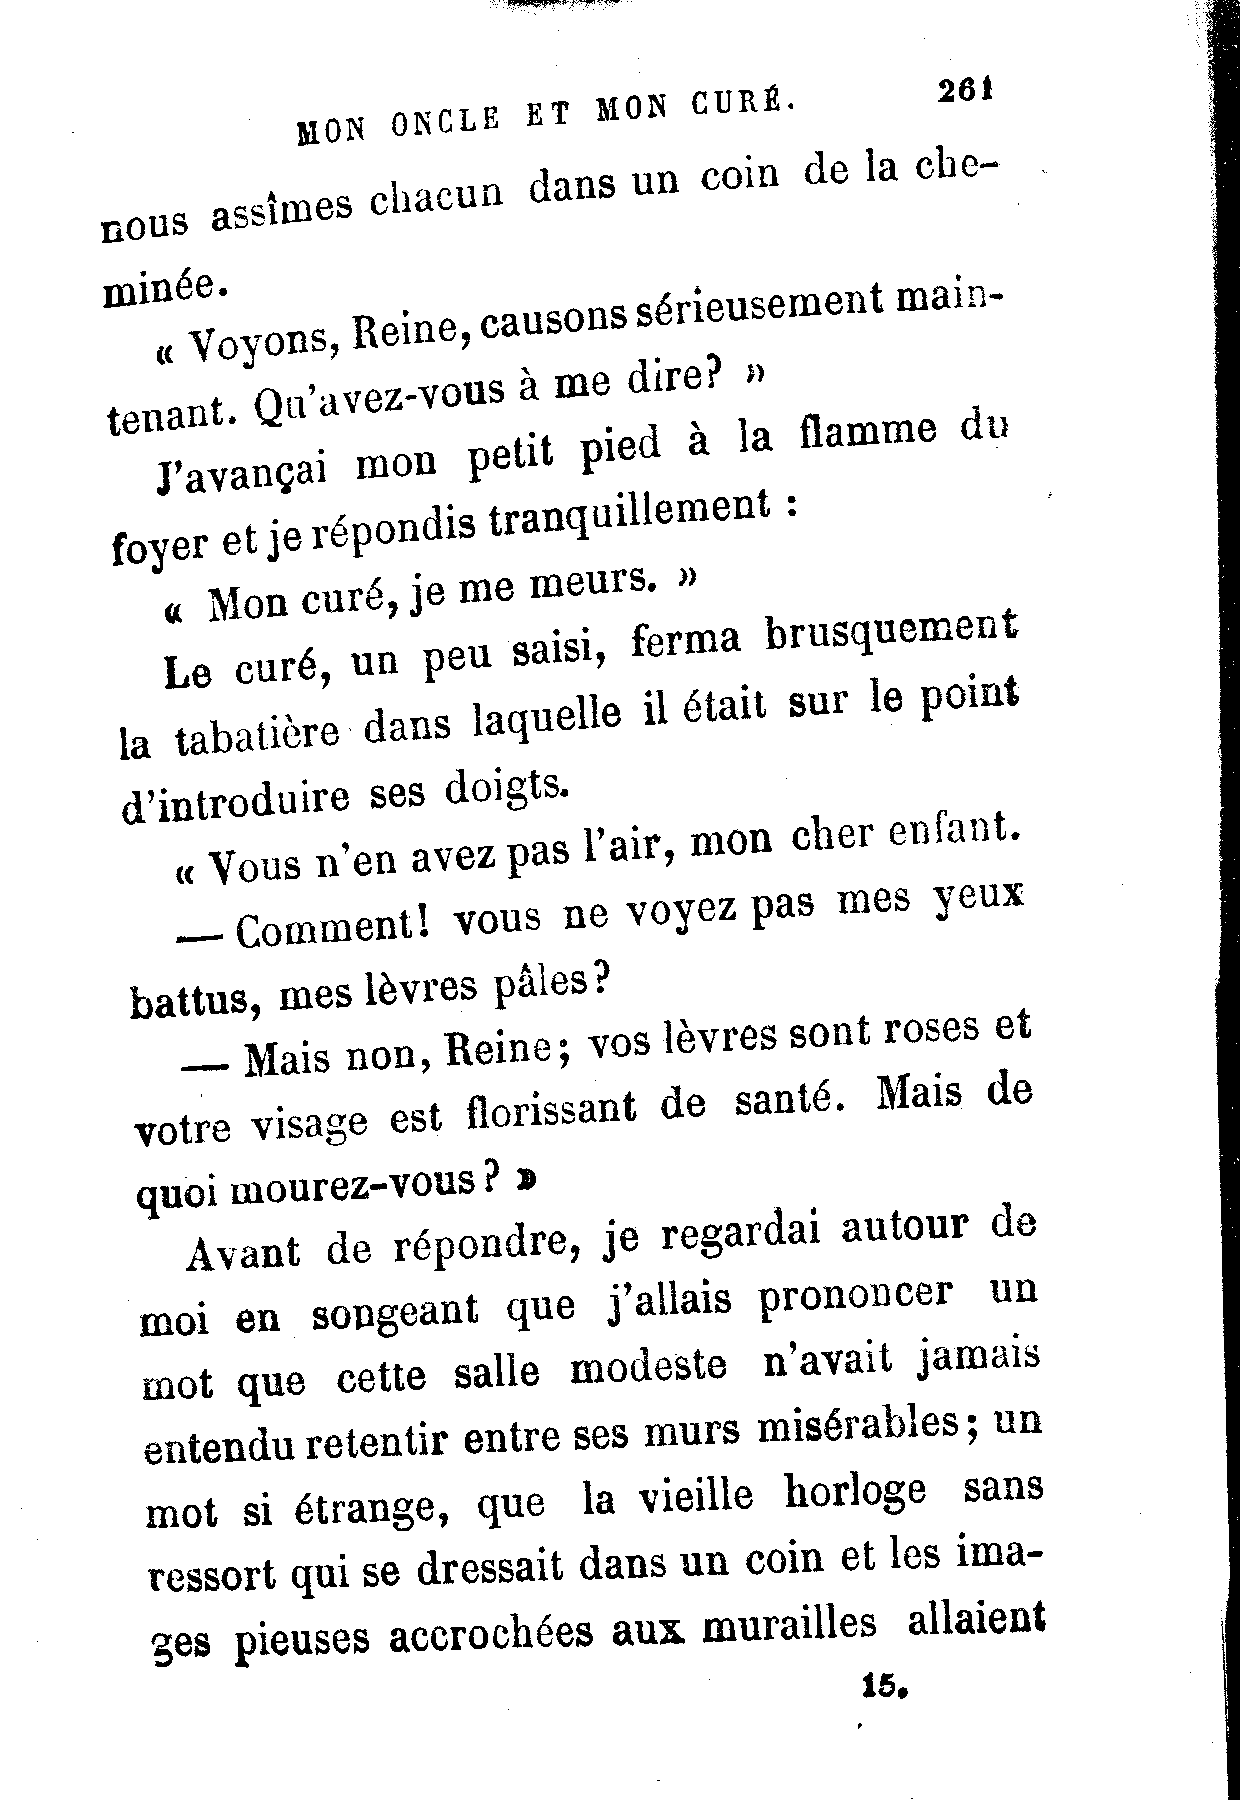 MON ONCLE ET MON CURÉ. 261
nous assîmes chacun dans un coin de la che-
minée.
« Voyons, Reine, causons sérieusement main-
tenant. Qu'avez-vous à me dire? »
J'avançai mon petit pied à la flamme du
foyer et je répondis tranquillement :
« Mon curé, je me meurs. »
Le curé, un peu saisi, ferma brusquement
la tabatière dans laquelle il était sur le point
d'introduire ses doigts.
« Vous n'en avez pas l'air, mon cher enfant.
— Comment! vous ne voyez pas mes yeux
battus, mes lèvres pâles?
— Mais non, Reine; vos lèvres sont roses et
votre visage est florissant de santé. Mais de
quoi mourez-vous? »
Avant de répondre, je regardai autour de
moi en songeant que j'allais prononcer un
mot que cette salle modeste n'avait jamais
entendu retentir entre ses murs misérables; un
mot si étrange, que la vieille horloge sans
ressort qui se dressait dans un coin et les ima-
ges pieuses accrochées aux murailles allaient
15.